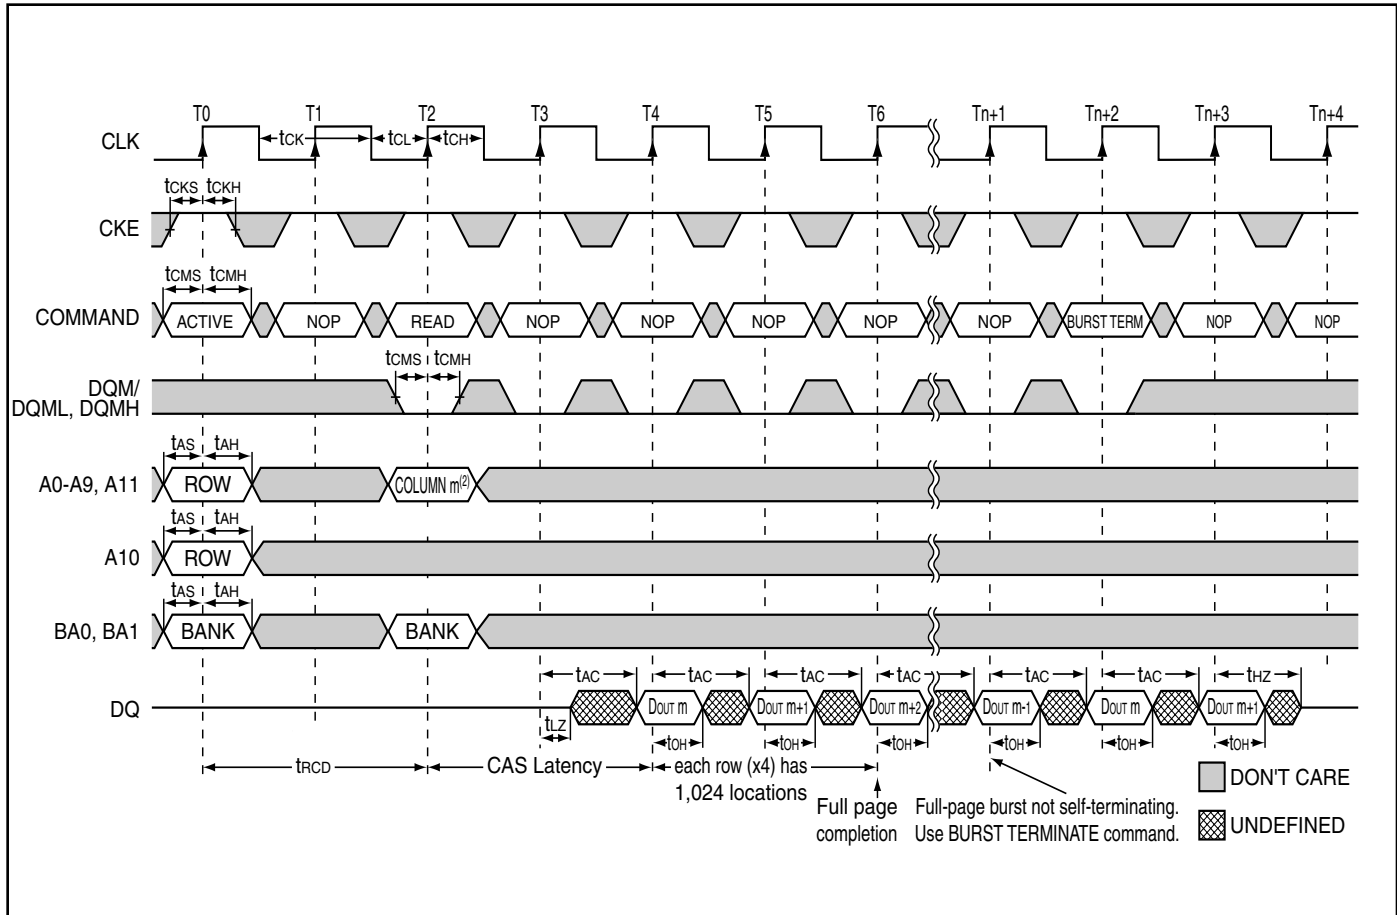 T0 T1 T2 T3 T4 T5 T6 Tn+1 Tn+2 Tn+3 Tn+4
CLK tCK tCL tCH
tCKS tCKH
CKE
tCMS tCMH
COMMAND ACTIVE NOP READ NOP NOP NOP NOP NOP BURST TERM NOP NOP
tCMS tCMH
DQM/
DQML, DQMH
tAS tAH
A0-A9, A11 ROW COLUMN m(2)
tAS tAH
A10 ROW
tAS tAH
BA0, BA1 BANK BANK
tAC tAC tAC tAC tAC tAC tHZ
DQ DOUT m DOUT m+1 DOUT m+2 DOUT m-1 DOUT m DOUT m+1
tLZ tOH tOH tOH tOH tOH tOH
tRCD CAS Latency each row (x4) has
1,024 locations
Full page
completion
Full-page burst not self-terminating.
Use BURST TERMINATE command.
DON'T CARE
UNDEFINED